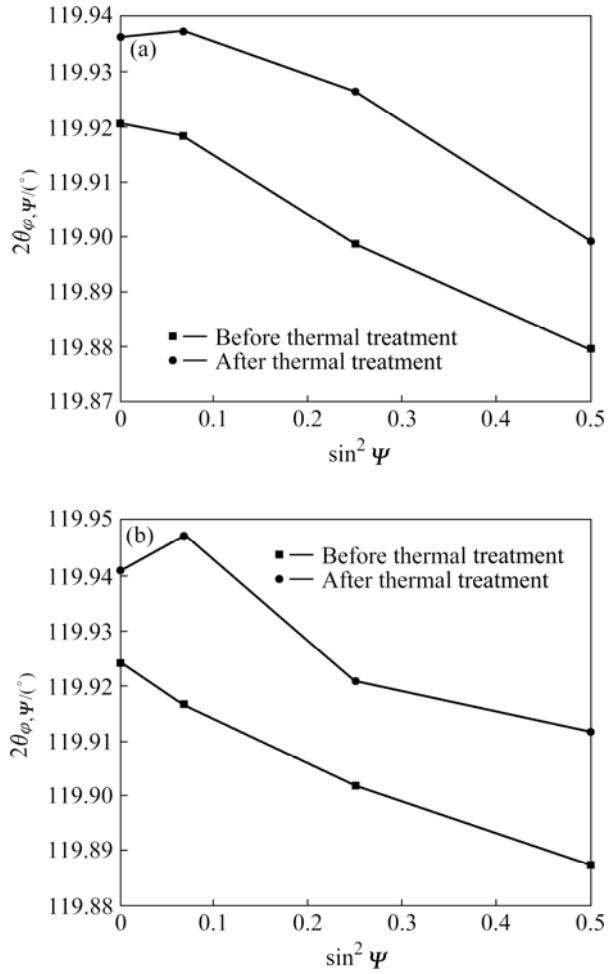 119.94
(a)
119.93
119.92
119.91
119.90
119.89
119.88
119.87
2θφ,Ψ/(°)
Before thermal treatment
After thermal treatment
0 0.1 0.2 0.3 0.4 0.5
sin² Ψ
119.95
(b)
119.94
119.93
119.92
119.91
119.90
119.89
119.88
2θφ,Ψ/(°)
Before thermal treatment
After thermal treatment
0 0.1 0.2 0.3 0.4 0.5
sin² Ψ